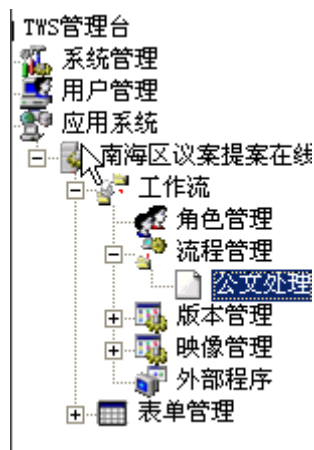 TWS管理台
系统管理
用户管理
应用系统
南海区议案提案在线
工作流
角色管理
流程管理
公文处理
版本管理
映像管理
外部程序
表单管理